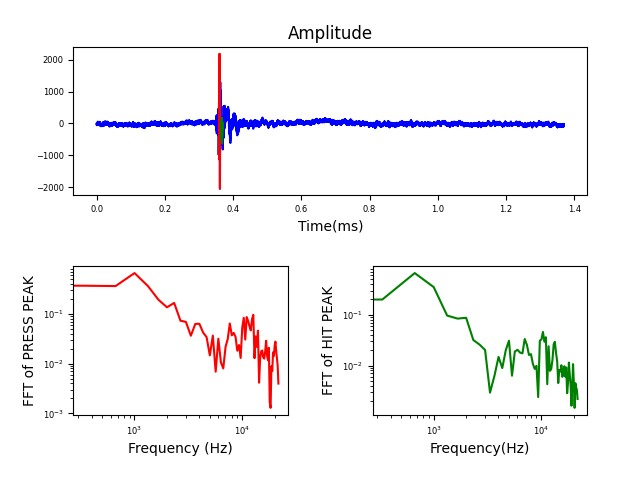 Amplitude
2000
1000
0
−1000
−2000
0.0 0.2 0.4 0.6 0.8 1.0 1.2 1.4
Time(ms)
FFT of PRESS PEAK
10⁻¹
10⁻²
10⁻³
10³ 10⁴
Frequency (Hz)
FFT of HIT PEAK
10⁻¹
10⁻²
10³ 10⁴
Frequency(Hz)